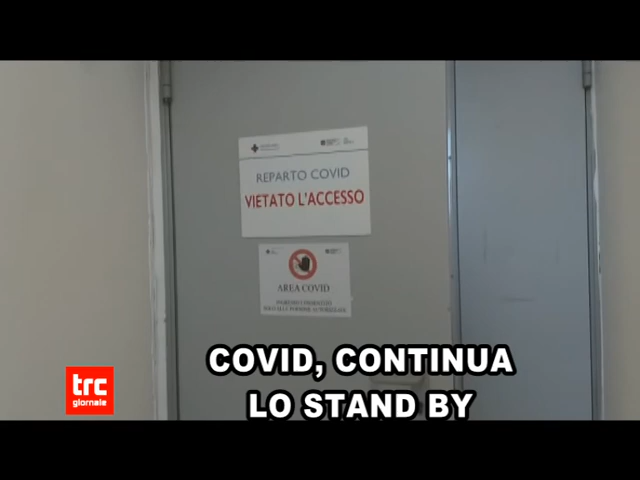 REPARTO COVID
VIETATO L'ACCESSO
AREA COVID
trc
giornale
COVID, CONTINUA
LO STAND BY